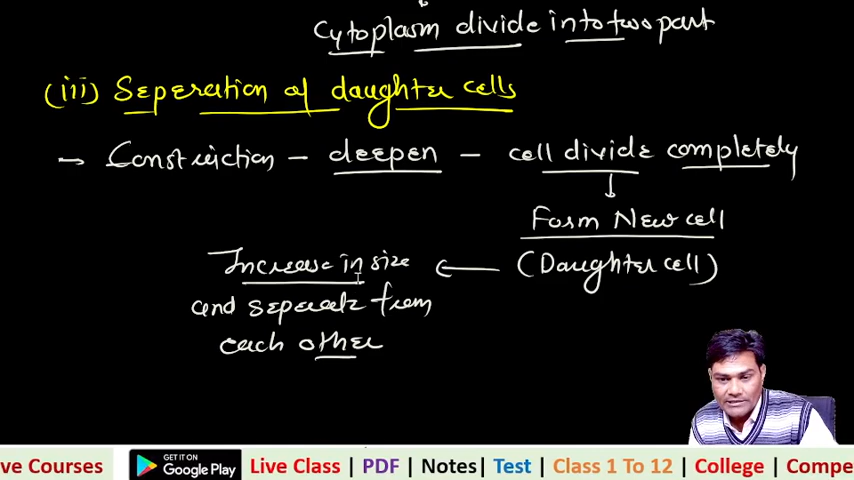 Cytoplasm divide into two part
(iii) Seperation of daughter cells
→ Constriction - deepen - cell divide completely
↓
Form New cell
(Daughter cell)
←
Increase in size
and seperate from
each other
ve Courses
GET IT ON
Google Play
Live Class | PDF | Notes| Test | Class 1 To 12 | College | Compe